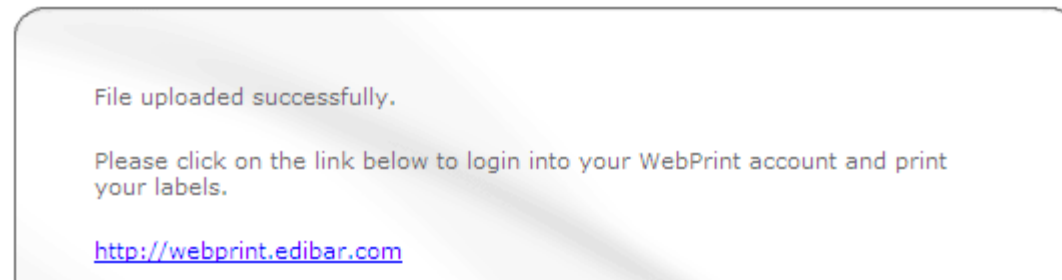 File uploaded successfully.
Please click on the link below to login into your WebPrint account and print
your labels.
http://webprint.edibar.com